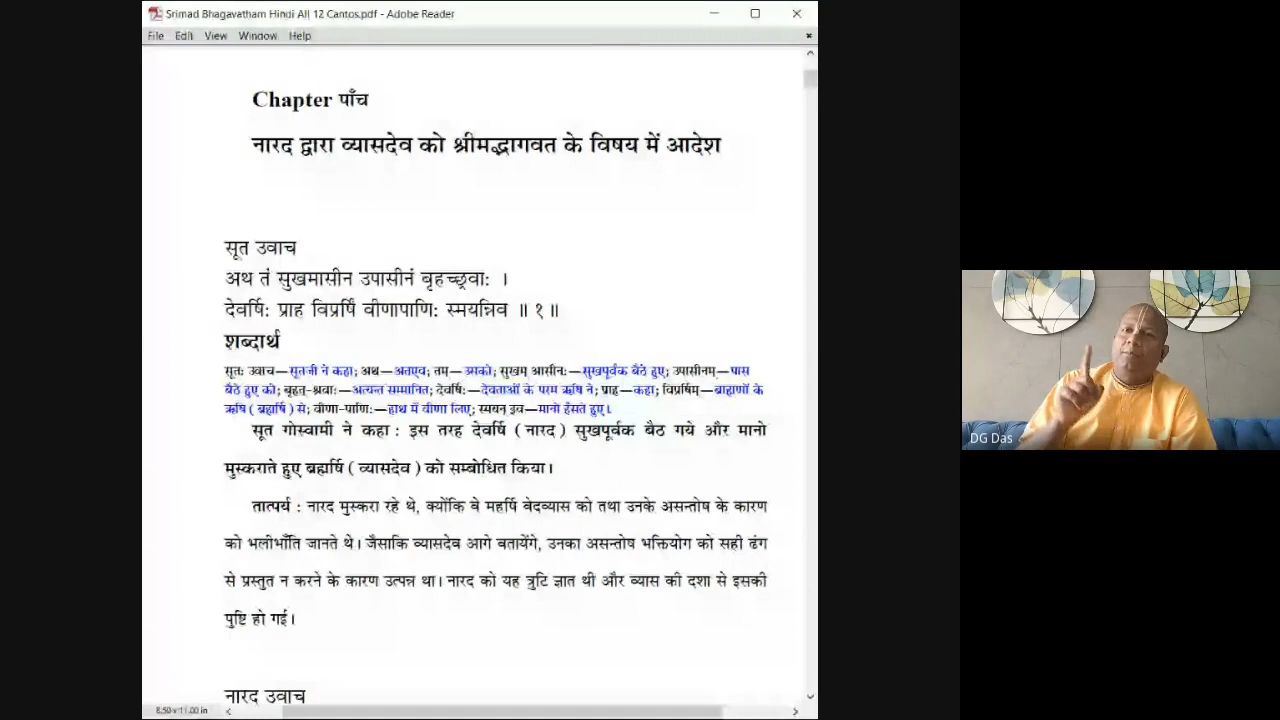 Srimad Bhagavatham Hindi All 12 Cantos.pdf - Adobe Reader
File Edit View Window Help
Chapter पाँच
नारद द्वारा व्यासदेव को श्रीमद्भागवत के विषय में आदेश
सूत उवाच
अथ तं सुखमासीन उपासीनं बृहच्छ्रवाः ।
देवर्षिः प्राह विप्रर्षिं वीणापाणिः स्मयन्निव ॥ १ ॥
शब्दार्थ
सूतः उवाच—सूतजी ने कहा; अथ—अतएव; तम—उसको; सुखम् आसीनः—सुखपूर्वक बैठे हुए; उपासीनम्—पास
बैठे हुए को; बृहत्-श्रवाः—अत्यन्त सम्मानित; देवर्षिः—देवताओं के परम ऋषि ने; प्राह—कहा; विप्रर्षिम्—ब्राह्मणों के
ऋषि ( ब्रह्मर्षि ) से; वीणा-पाणिः—हाथ में वीणा लिए; स्मयन् इव—मानो हँसते हुए।
सूत गोस्वामी ने कहा : इस तरह देवर्षि ( नारद ) सुखपूर्वक बैठ गये और मानो
मुस्कराते हुए ब्रह्मर्षि ( व्यासदेव ) को सम्बोधित किया।
तात्पर्य : नारद मुस्करा रहे थे, क्योंकि वे महर्षि वेदव्यास को तथा उनके असन्तोष के कारण
को भलीभाँति जानते थे। जैसाकि व्यासदेव आगे बतायेंगे, उनका असन्तोष भक्तियोग को सही ढंग
से प्रस्तुत न करने के कारण उत्पन्न था। नारद को यह त्रुटि ज्ञात थी और व्यास की दशा से इसकी
पुष्टि हो गई।
नारद उवाच
8.50 x 11.00 in
DG Das